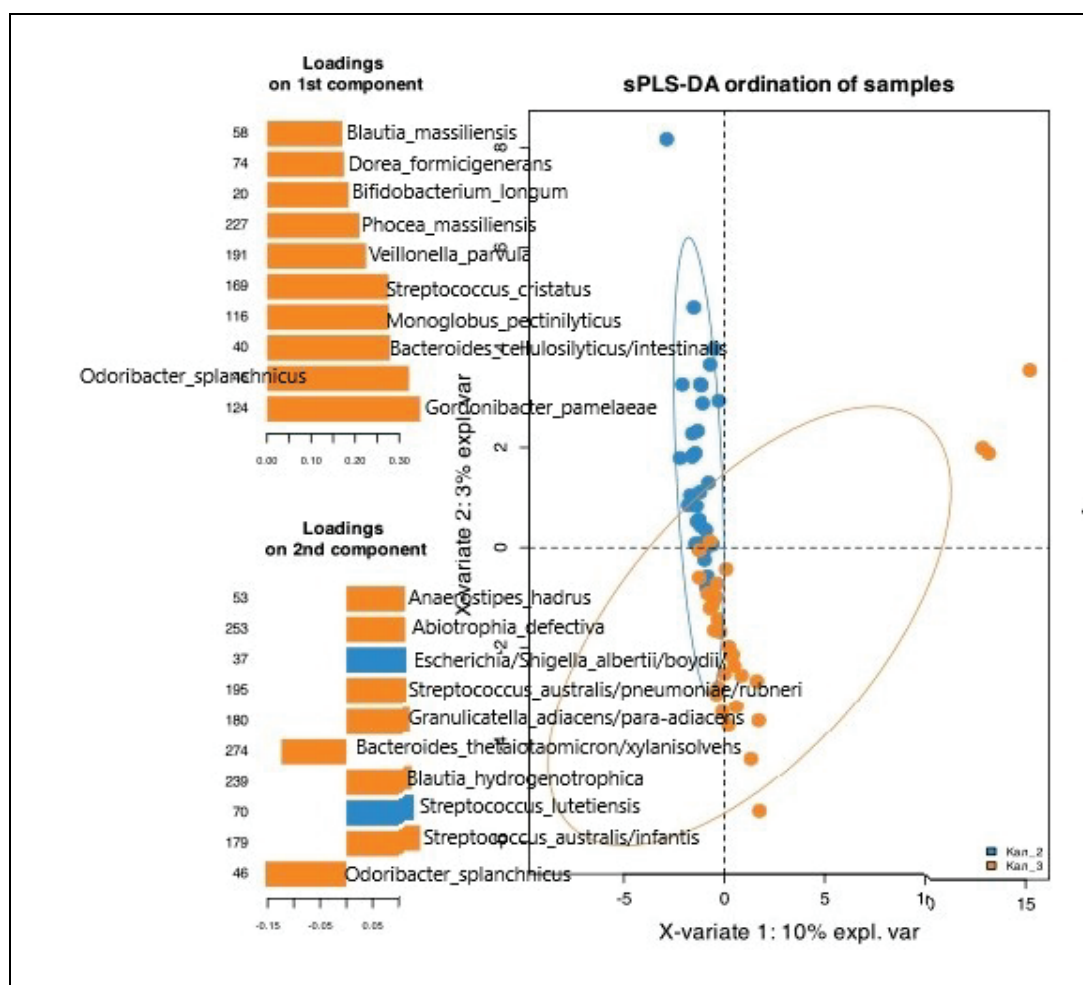 Loadings
on 1st component
58 Blautia_massiliensis
74 Dorea_formicigenerans
20 Bifidobacterium_longum
227 Phocea_massiliensis
191 Veillonella_parvula
169 Streptococcus_cristatus
116 Monoglobus_pectinilyticus
40 Bacteroides_cellulosilyticus/intestinalis
Odoribacter_splanchnicus
124 Gordonibacter_pamelaeae
0.00 0.10 0.20 0.30
Loadings
on 2nd component
53 Anaerostipes_hadrus
253 Abiotrophia_defectiva
37 Escherichia/Shigella_albertii/boydii/
195 Streptococcus_australis/pneumoniae/rubneri
180 Granulicatella_adiacens/para-adiacens
274 Bacteroides_thetaiotaomicron/xylanisolvens
239 Blautia_hydrogenotrophica
70 Streptococcus_lutetiensis
179 Streptococcus_australis/infantis
46 Odoribacter_splanchnicus
-0.15 -0.05 0.05
sPLS-DA ordination of samples
X-variate 2: 3% expl. var
8
2
0
Кал_2
Кал_3
-5 0 5 10 15
X-variate 1: 10% expl. var